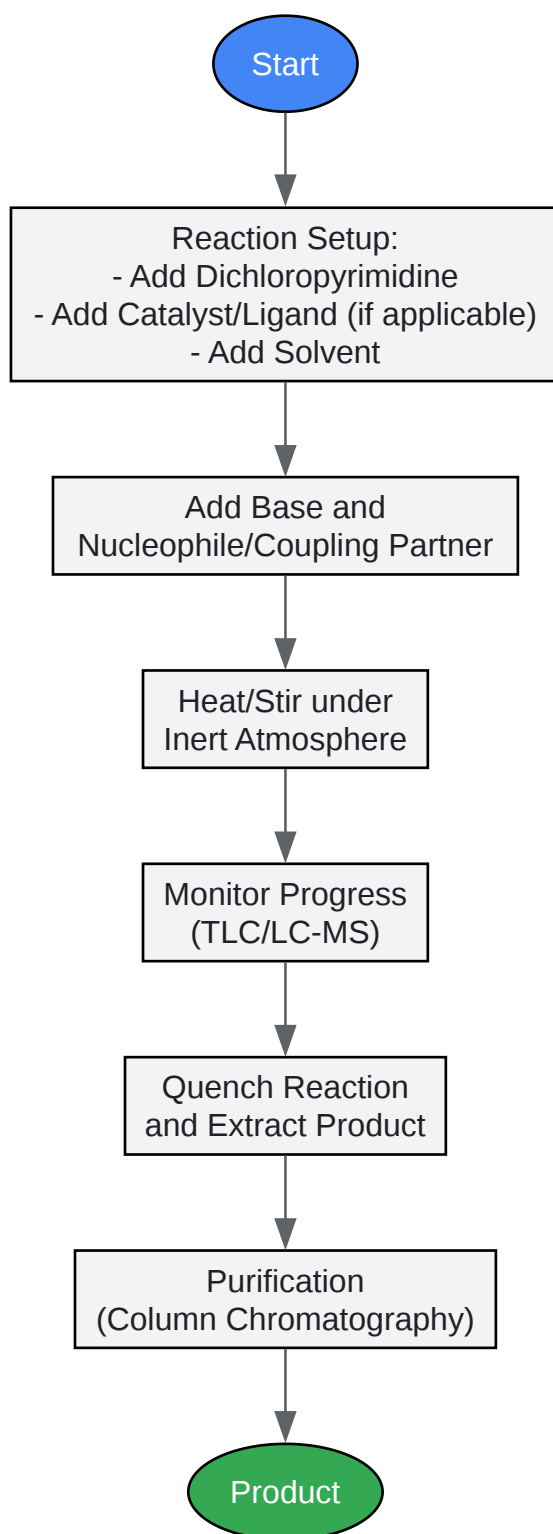 Start
Reaction Setup:
- Add Dichloropyrimidine
- Add Catalyst/Ligand (if applicable)
- Add Solvent
Add Base and
Nucleophile/Coupling Partner
Heat/Stir under
Inert Atmosphere
Monitor Progress
(TLC/LC-MS)
Quench Reaction
and Extract Product
Purification
(Column Chromatography)
Product